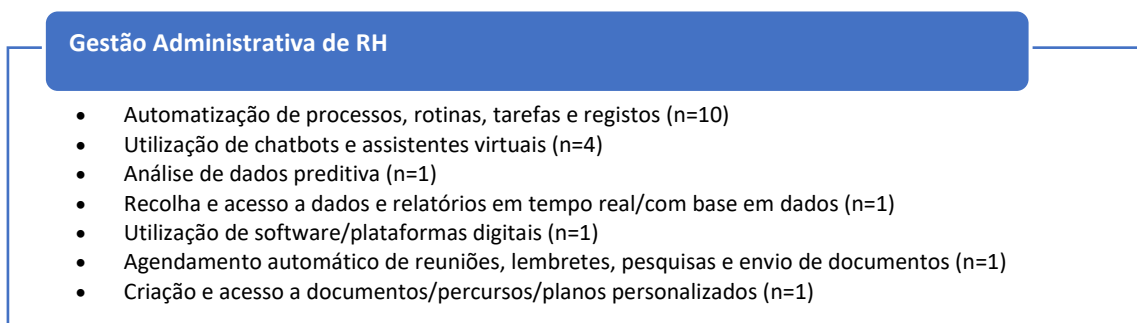 Gestão Administrativa de RH
• Automatização de processos, rotinas, tarefas e registos (n=10)
• Utilização de chatbots e assistentes virtuais (n=4)
• Análise de dados preditiva (n=1)
• Recolha e acesso a dados e relatórios em tempo real/com base em dados (n=1)
• Utilização de software/plataformas digitais (n=1)
• Agendamento automático de reuniões, lembretes, pesquisas e envio de documentos (n=1)
• Criação e acesso a documentos/percursos/planos personalizados (n=1)